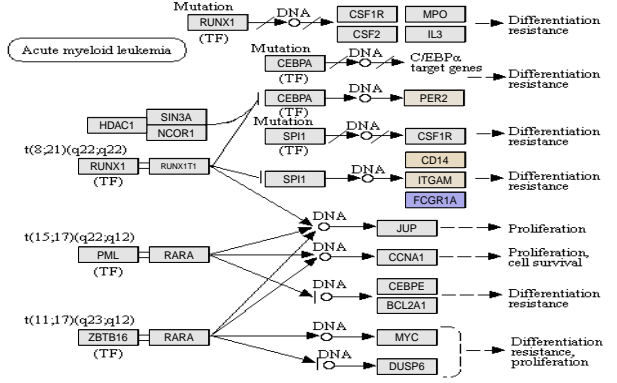 Mutation
RUNX1
(TF)
DNA
CSF1R
MPO
CSF2
IL3
Differentiation
resistance
Acute myeloid leukemia
Mutation
CEBPA
(TF)
DNA
C/EBPα
target genes
Differentiation
resistance
HDAC1
SIN3A
NCOR1
CEBPA
(TF)
DNA
PER2
Mutation
SPI1
(TF)
DNA
CSF1R
Differentiation
resistance
t(8;21)(q22;q22)
RUNX1
RUNX1T1
(TF)
SPI1
DNA
CD14
ITGAM
FCGR1A
Differentiation
resistance
DNA
JUP
Proliferation
t(15;17)(q22;q12)
PML
RARA
(TF)
DNA
CCNA1
Proliferation,
cell survival
DNA
CEBPE
BCL2A1
Differentiation
resistance
t(11;17)(q23;q12)
ZBTB16
RARA
(TF)
DNA
MYC
DNA
DUSP6
Differentiation
resistance,
proliferation